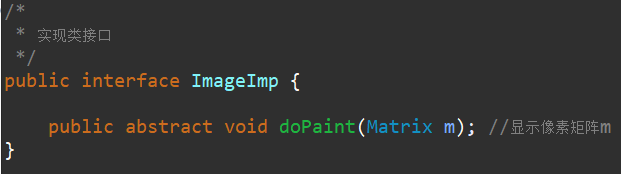 /*
 * 实现类接口
 */
public interface ImageImp {
    public abstract void doPaint(Matrix m); //显示像素矩阵m
}